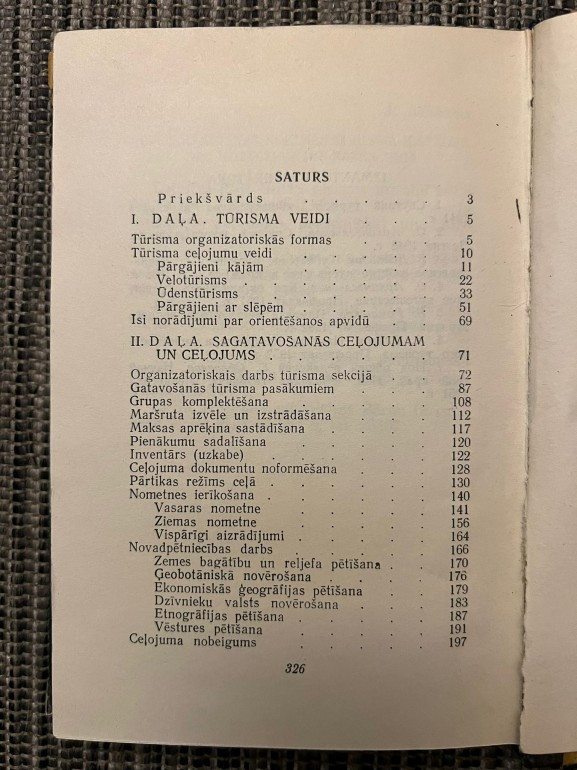 SATURS
Priekšvārds . . . . . 3
I. DAĻA. TŪRISMA VEIDI . . . 5
Tūrisma organizatoriskās formas . . . 5
Tūrisma ceļojumu veidi . . . . . 10
Pārgājieni kājām . . . . . 11
Velotūrisms . . . . . . 22
Ūdenstūrisms . . . . . 33
Pārgājieni ar slēpēm . . . . . 51
Isi norādījumi par orientēšanos apvidū . . 69
II. DAĻA. SAGATAVOŠANĀS CEĻOJUMAM
UN CEĻOJUMS . . . . . . 71
Organizatoriskais darbs tūrisma sekcijā . . 72
Gatavošanās tūrisma pasākumiem . . . 87
Grupas komplektēšana . . . . 108
Maršruta izvēle un izstrādāšana . . . 112
Maksas aprēķina sastādīšana . . . . 117
Pienākumu sadalīšana . . . . . 120
Inventārs (uzkabe) . . . . . 122
Ceļojuma dokumentu noformēšana . . . 128
Pārtikas režīms ceļā . . . . . . 130
Nometnes ierīkošana . . . . . . 140
Vasaras nometne . . . . . 141
Ziemas nometne . . . . . 156
Vispārīgi aizrādījumi . . . . . 164
Novadpētniecības darbs . . . . . 166
Zemes bagātību un reljefa pētīšana . . 170
Ģeobotāniskā novērošana . . . . 176
Ekonomiskās ģeogrāfijas pētīšana . . 179
Dzīvnieku valsts novērošana . . . 183
Etnogrāfijas pētīšana . . . . . 187
Vēstures pētīšana . . . . . 191
Ceļojuma nobeigums . . . . . 197
326